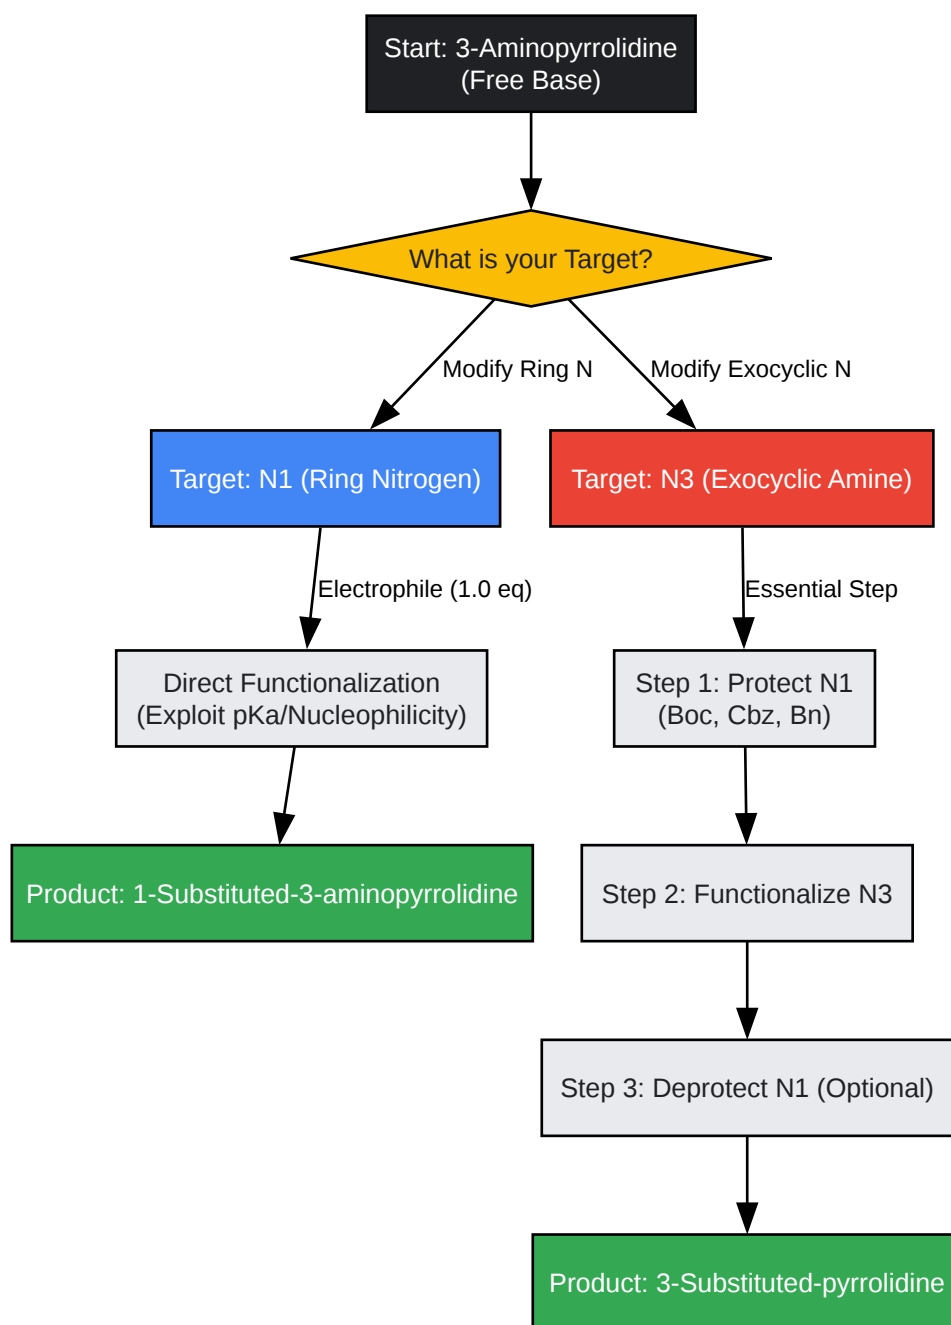 Start: 3-Aminopyrrolidine
(Free Base)
What is your Target?
Modify Ring N
Modify Exocyclic N
Target: N1 (Ring Nitrogen)
Target: N3 (Exocyclic Amine)
Electrophile (1.0 eq)
Essential Step
Direct Functionalization
(Exploit pKa/Nucleophilicity)
Step 1: Protect N1
(Boc, Cbz, Bn)
Product: 1-Substituted-3-aminopyrrolidine
Step 2: Functionalize N3
Step 3: Deprotect N1 (Optional)
Product: 3-Substituted-pyrrolidine